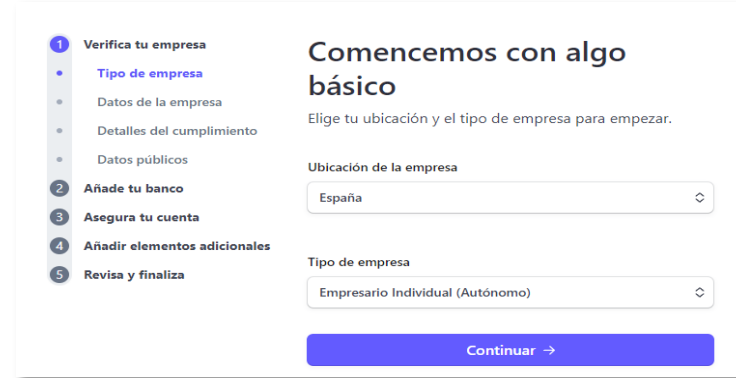 1 Verifica tu empresa
Tipo de empresa
Datos de la empresa
Detalles del cumplimiento
Datos públicos
2 Añade tu banco
3 Asegura tu cuenta
4 Añadir elementos adicionales
5 Revisa y finaliza
Comencemos con algo
básico
Elige tu ubicación y el tipo de empresa para empezar.
Ubicación de la empresa
España
Tipo de empresa
Empresario Individual (Autónomo)
Continuar →